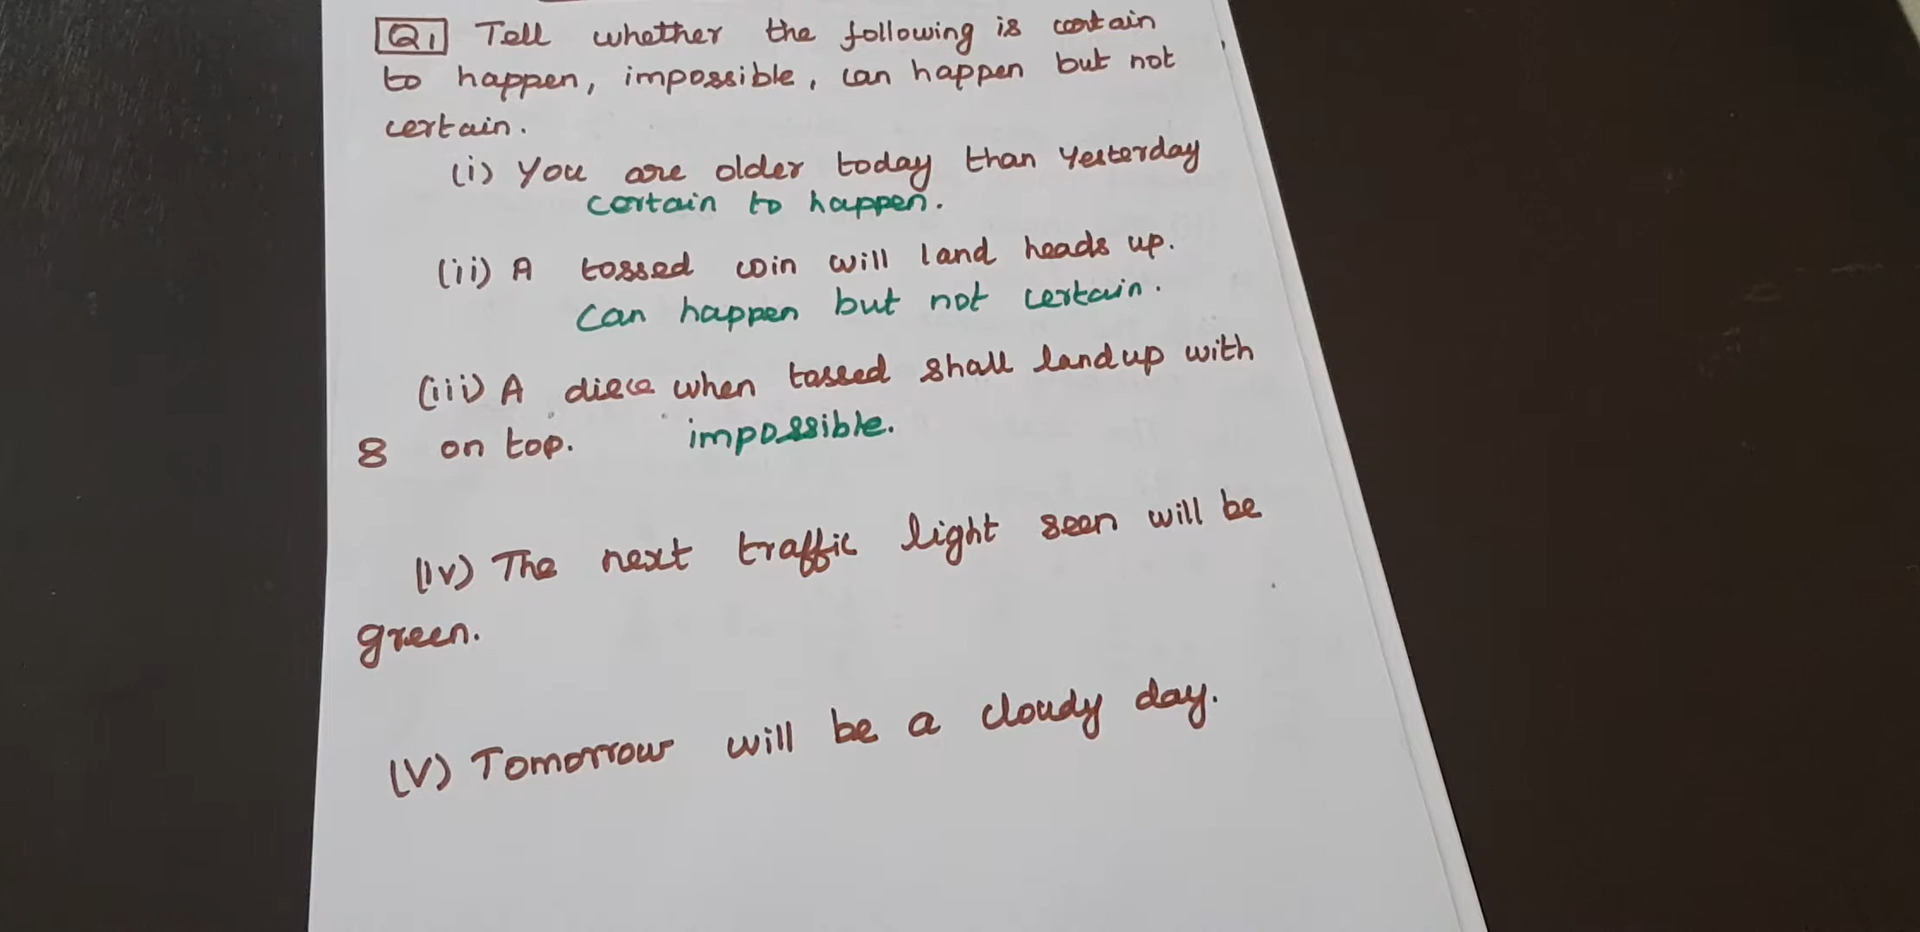 Q1 Tell whether the following is certain
to happen, impossible, can happen but not
certain.
(i) You are older today than yesterday
certain to happen.
(ii) A tossed coin will land heads up.
Can happen but not certain.
(iii) A diece when tossed shall land up with
8 on top. impossible.
(iv) The next traffic light seen will be
green.
(V) Tomorrow will be a cloudy day.